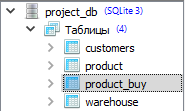 project_db (SQLite 3)
Таблицы (4)
customers
product
product_buy
warehouse